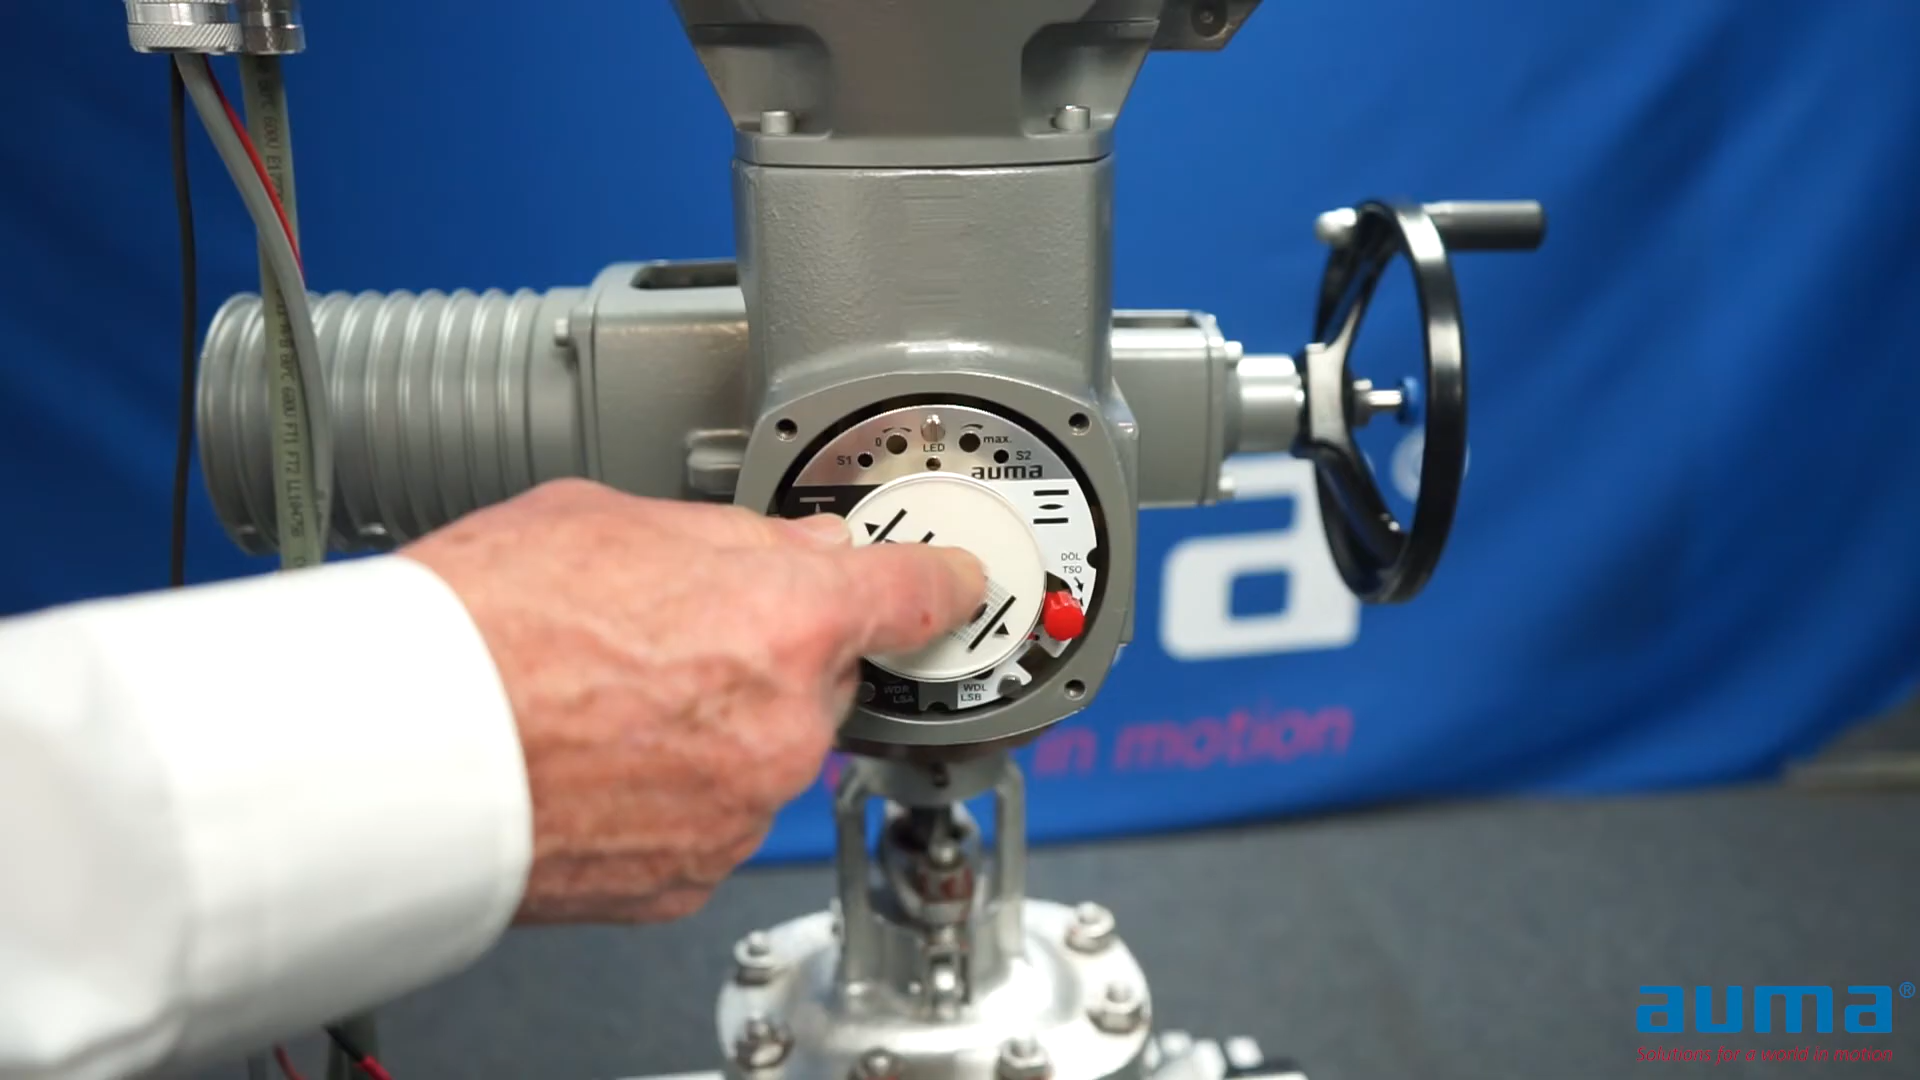 0
max.
LED
S1
S2
auma
DÖL
TSO
WDR
LSA
WDL
LSB
a
in motion
auma®
Solutions for a world in motion